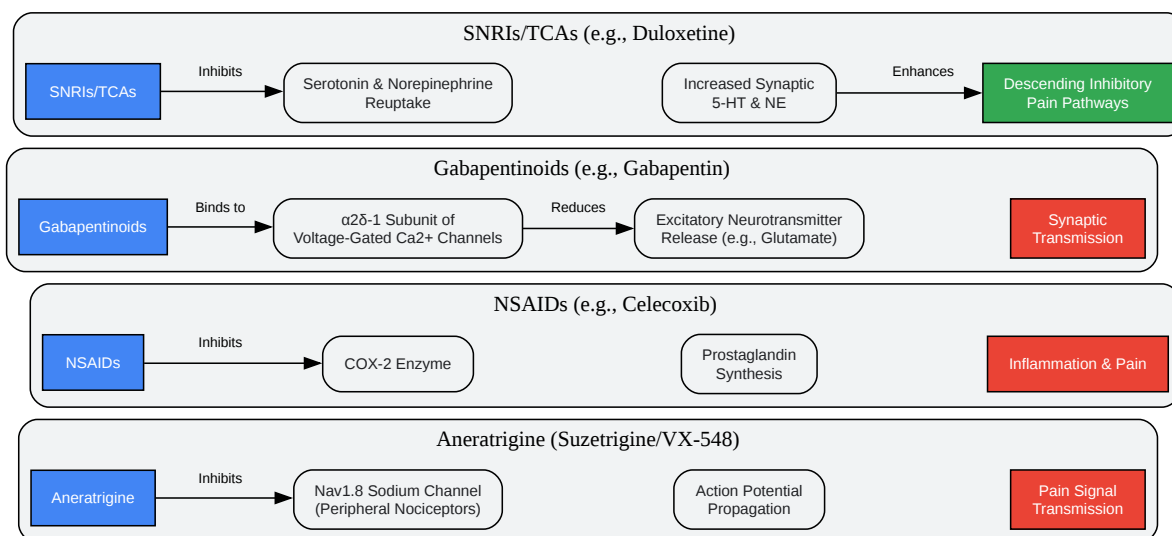 SNRIs/TCAs (e.g., Duloxetine)
SNRIs/TCAs
Inhibits
Serotonin & Norepinephrine
Reuptake
Increased Synaptic
5-HT & NE
Enhances
Descending Inhibitory
Pain Pathways
Gabapentinoids (e.g., Gabapentin)
Gabapentinoids
Binds to
α2δ-1 Subunit of
Voltage-Gated Ca2+ Channels
Reduces
Excitatory Neurotransmitter
Release (e.g., Glutamate)
Synaptic
Transmission
NSAIDs (e.g., Celecoxib)
NSAIDs
Inhibits
COX-2 Enzyme
Prostaglandin
Synthesis
Inflammation & Pain
Aneratrigine (Suzetrigine/VX-548)
Aneratrigine
Inhibits
Nav1.8 Sodium Channel
(Peripheral Nociceptors)
Action Potential
Propagation
Pain Signal
Transmission